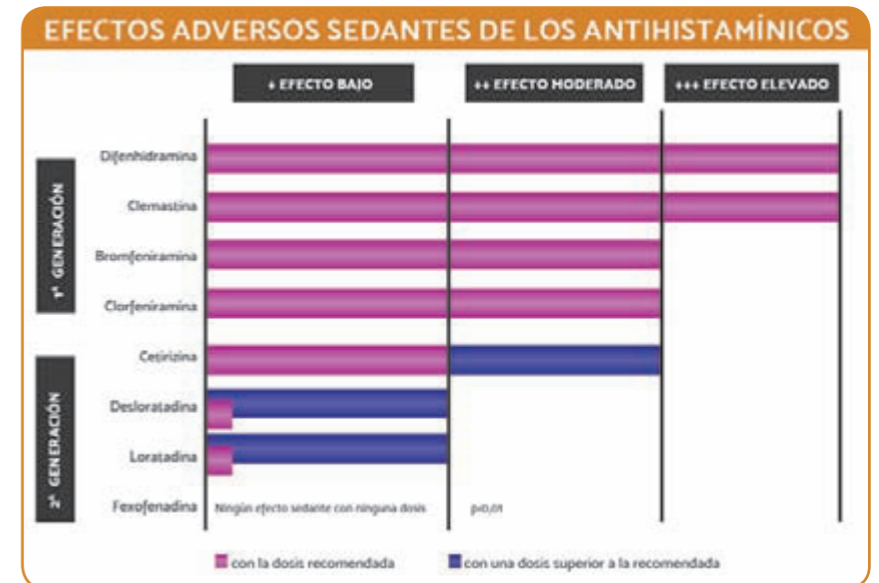 EFECTOS ADVERSOS SEDANTES DE LOS ANTIHISTAMÍNICOS
+ EFECTO BAJO
++ EFECTO MODERADO
+++ EFECTO ELEVADO
1ª GENERACIÓN
Difenhidramina
Clemastina
Bromfeniramina
Clorfeniramina
2ª GENERACIÓN
Cetirizina
Desloratadina
Loratadina
Fexofenadina Ningún efecto sedante con ninguna dosis p<0,01
con la dosis recomendada
con una dosis superior a la recomendada